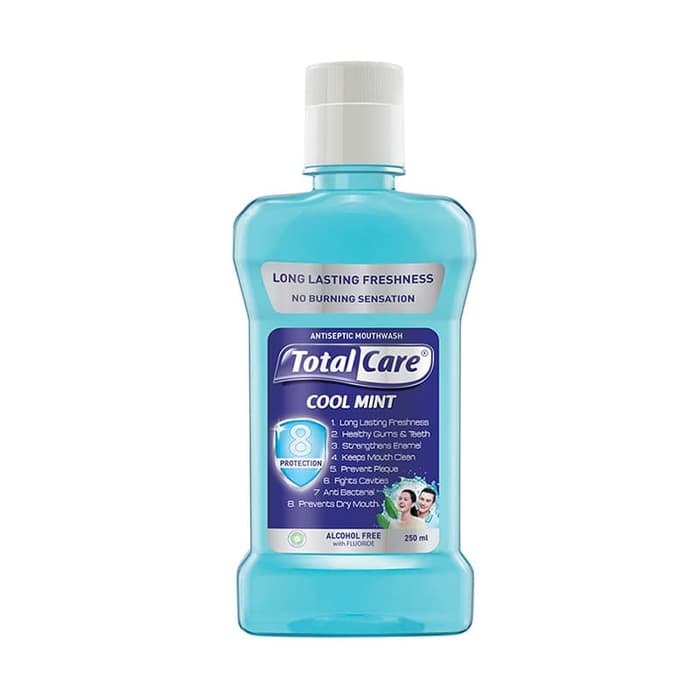 LONG LASTING FRESHNESS
NO BURNING SENSATION
ANTISEPTIC MOUTHWASH
Total Care®
COOL MINT
8
PROTECTION
1. Long Lasting Freshness
2. Healthy Gums & Teeth
3. Strengthens Enamel
4. Keeps Mouth Clean
5. Prevent Plaque
6. Fights Cavities
7. Anti Bacterial
8. Prevents Dry Mouth
ALCOHOL FREE
with FLUORIDE
250 ml